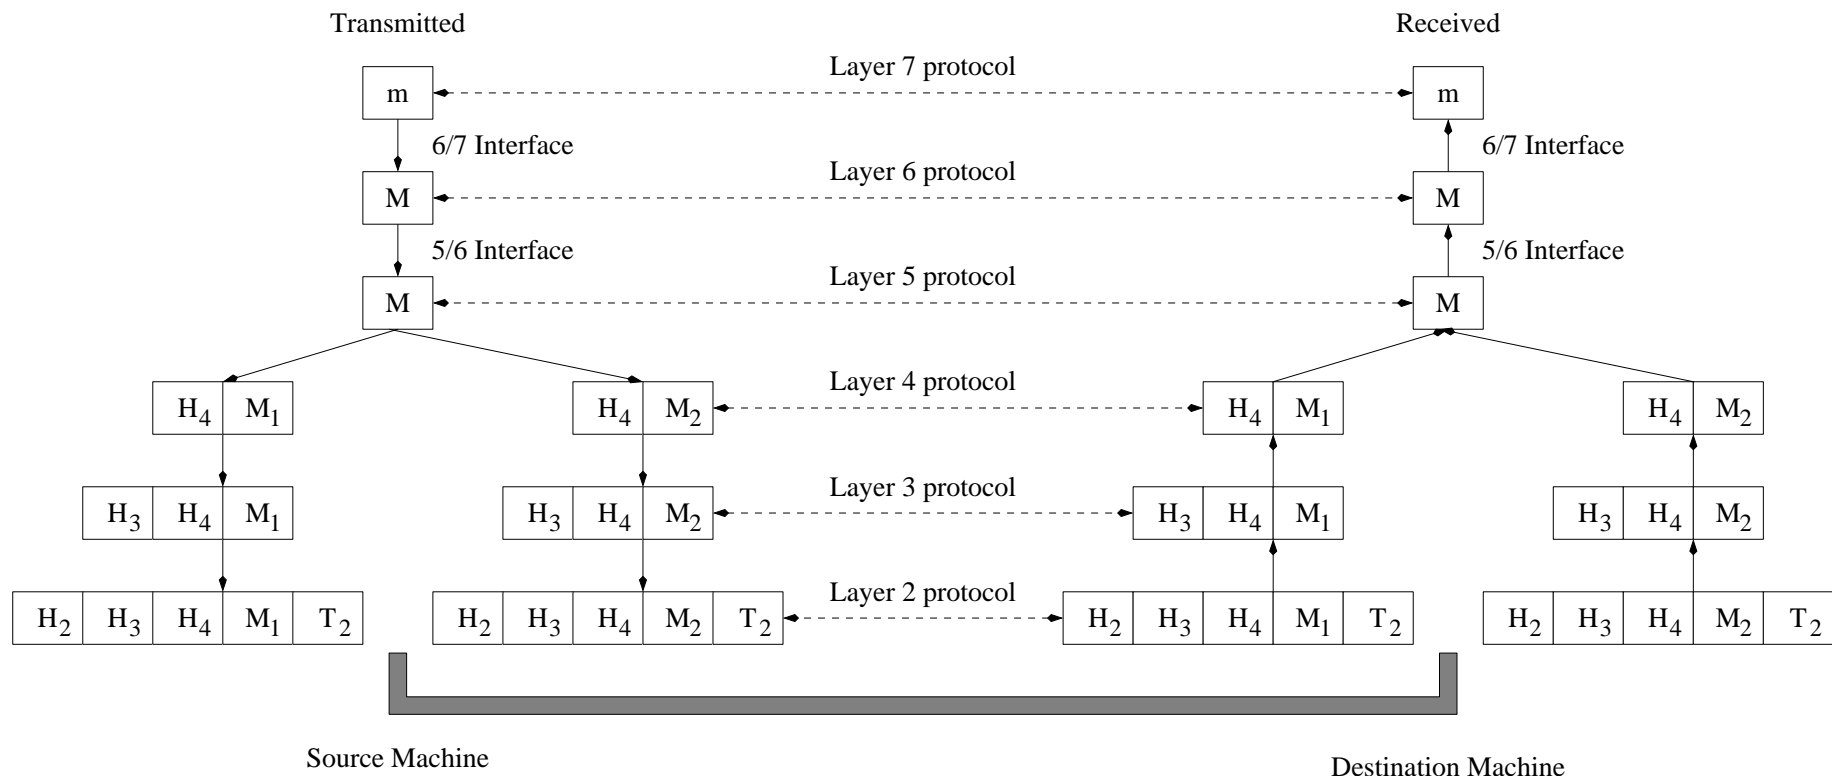 Transmitted Received
Layer 7 protocol
m m
6/7 Interface 6/7 Interface
Layer 6 protocol
M M
5/6 Interface 5/6 Interface
Layer 5 protocol
M M
Layer 4 protocol
H4 M1 H4 M2 H4 M1 H4 M2
Layer 3 protocol
H3 H4 M1 H3 H4 M2 H3 H4 M1 H3 H4 M2
Layer 2 protocol
H2 H3 H4 M1 T2 H2 H3 H4 M2 T2 H2 H3 H4 M1 T2 H2 H3 H4 M2 T2
Source Machine Destination Machine